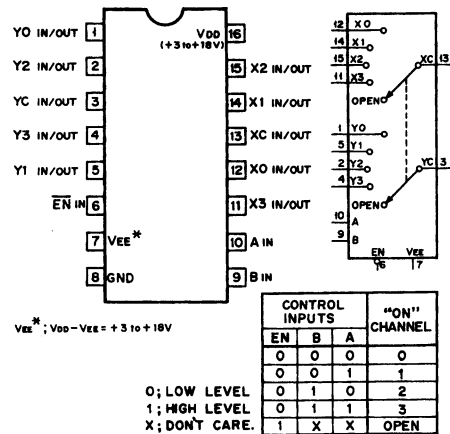 Y0 IN/OUT 1
Y2 IN/OUT 2
YC IN/OUT 3
Y3 IN/OUT 4
Y1 IN/OUT 5
EN IN 6
7 VEE*
8 GND
VDD 16
(+3 to +18V)
15 X2 IN/OUT
14 X1 IN/OUT
13 XC IN/OUT
12 X0 IN/OUT
11 X3 IN/OUT
10 A IN
9 B IN
12 X0
14 X1
15 X2
11 X3
OPEN
XC 13
1 Y0
5 Y1
2 Y2
4 Y3
OPEN
YC 3
10 A
9 B
EN VEE
6 7
VEE*; VDD-VEE = +3 to +18V
0; LOW LEVEL
1; HIGH LEVEL
X; DON'T CARE.
CONTROL INPUTS "ON" CHANNEL
EN B A
0 0 0 0
0 0 1 1
0 1 0 2
0 1 1 3
1 X X OPEN